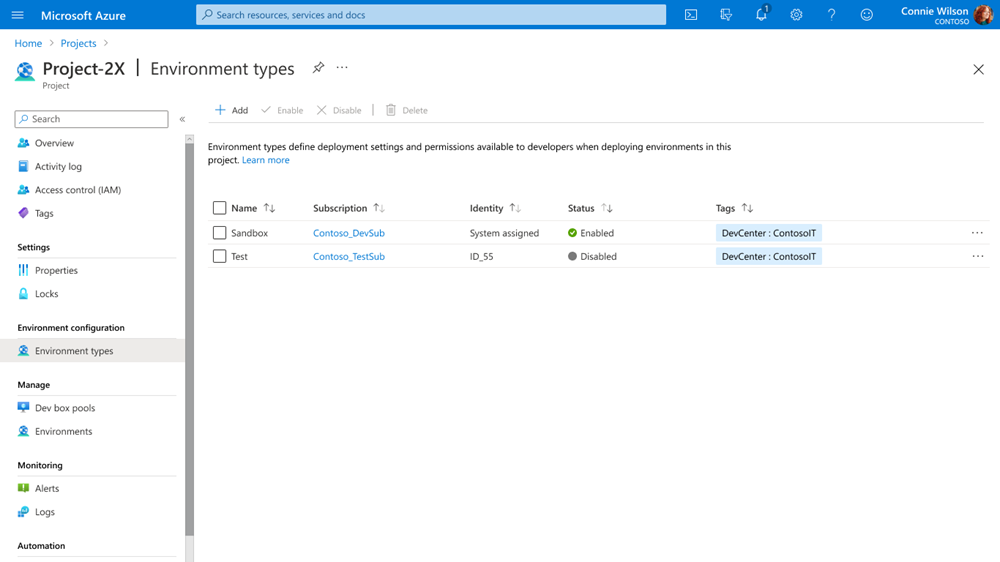 Microsoft Azure
Search resources, services and docs
1
Connie Wilson
CONTOSO
Home > Projects >
Project-2X | Environment types
Project
Search
Overview
Activity log
Access control (IAM)
Tags
Settings
Properties
Locks
Environment configuration
Environment types
Manage
Dev box pools
Environments
Monitoring
Alerts
Logs
Automation
Add Enable Disable | Delete
Environment types define deployment settings and permissions available to developers when deploying environments in this
project. Learn more
Name Subscription Identity Status Tags
Sandbox Contoso_DevSub System assigned Enabled DevCenter : ContosoIT
Test Contoso_TestSub ID_55 Disabled DevCenter : ContosoIT